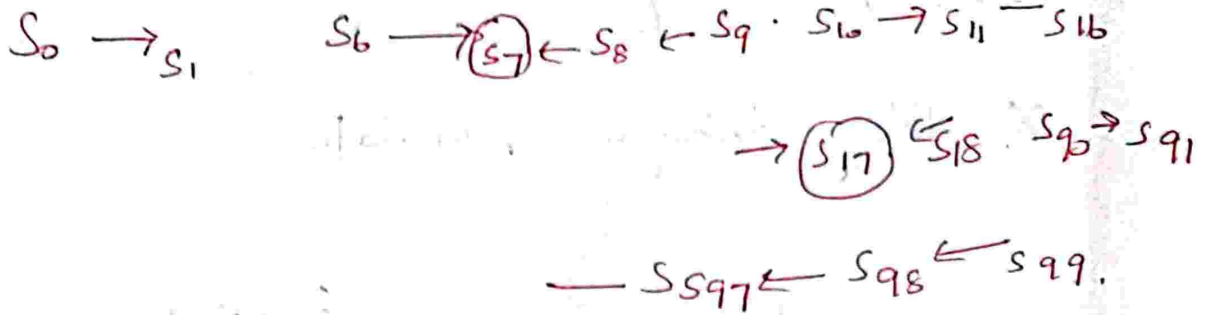 S₀ → S₁ S₆ → S₇ ← S₈ ← S₉ . S₁₀ → S₁₁ — S₁₆
→ S₁₇ ← S₁₈ . S₉₀ → S₉₁
— S S₉₇ ← S₉₈ ← S₉₉.